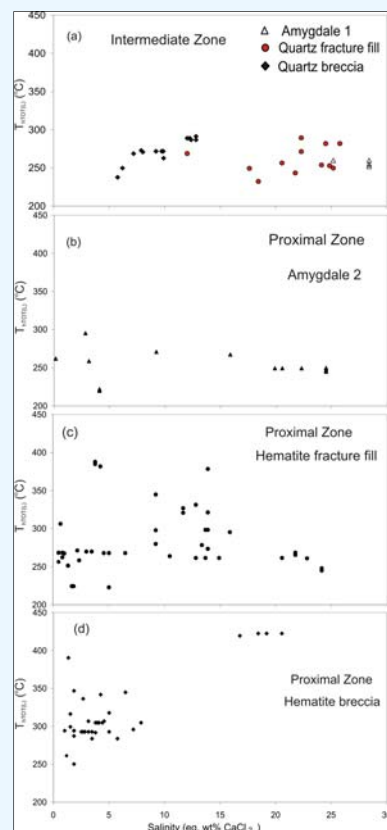 450
(a)
Intermediate Zone
Amygdale 1
Quartz fracture fill
Quartz breccia
400
350
300
250
200
(°C)
450
(b)
Proximal Zone
Amygdale 2
400
350
300
250
200
(°C)
450
(c)
Proximal Zone
Hematite fracture fill
400
350
300
250
200
(°C)
450
(d)
Proximal Zone
Hematite breccia
400
350
300
250
200
(°C)
0 5 10 15 20 25
Salinity (eq. wt% CaCl₂)